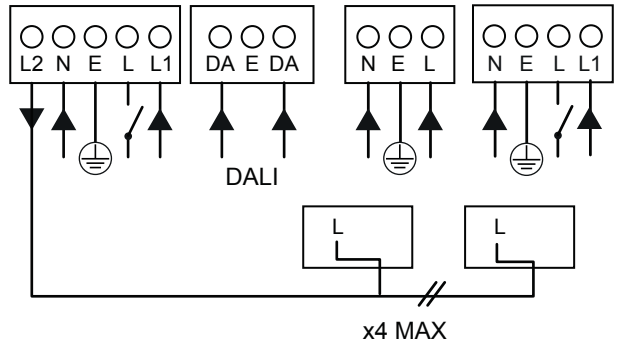 L2 N E L L1
DA E DA
N E L
N E L L1
DALI
L
L
x4 MAX